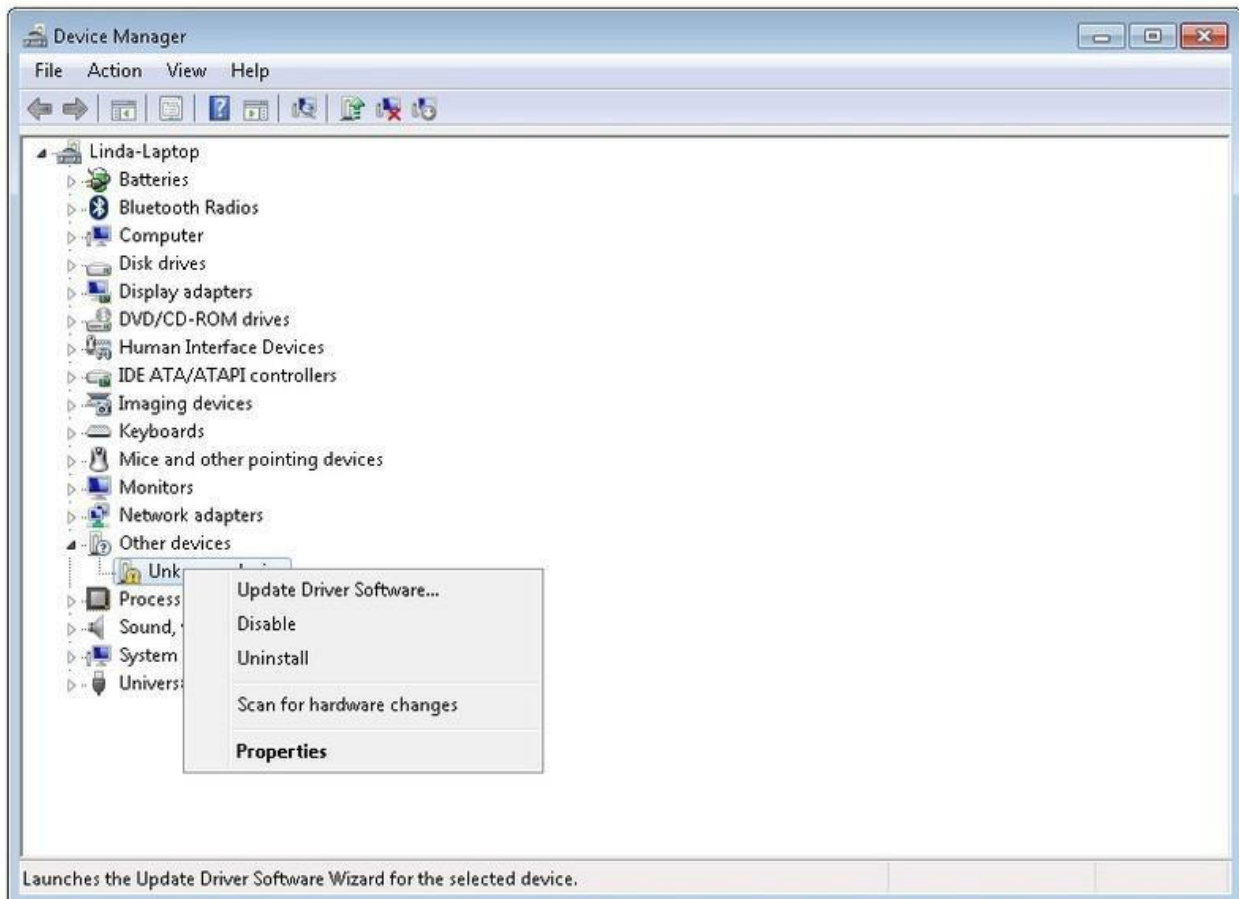 Device Manager
File Action View Help
Linda-Laptop
Batteries
Bluetooth Radios
Computer
Disk drives
Display adapters
DVD/CD-ROM drives
Human Interface Devices
IDE ATA/ATAPI controllers
Imaging devices
Keyboards
Mice and other pointing devices
Monitors
Network adapters
Other devices
Unk
Process
Sound,
System
Univers
Update Driver Software...
Disable
Uninstall
Scan for hardware changes
Properties
Launches the Update Driver Software Wizard for the selected device.